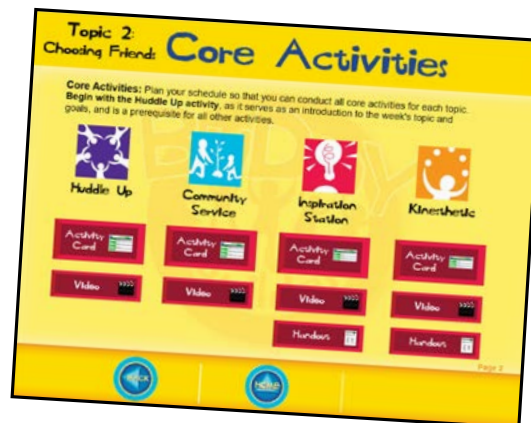 Topic 2:
Choosing Friends
Core Activities
Core Activities: Plan your schedule so that you can conduct all core activities for each topic.
Begin with the Huddle Up activity, as it serves as an introduction to the week's topic and
goals, and is a prerequisite for all other activities.
Huddle Up
Community
Service
Inspiration
Station
Kinesthetic
Activity
Card
Activity
Card
Activity
Card
Activity
Card
Video
Video
Video
Video
Handout
Handout
Page 2
BACK
HOME